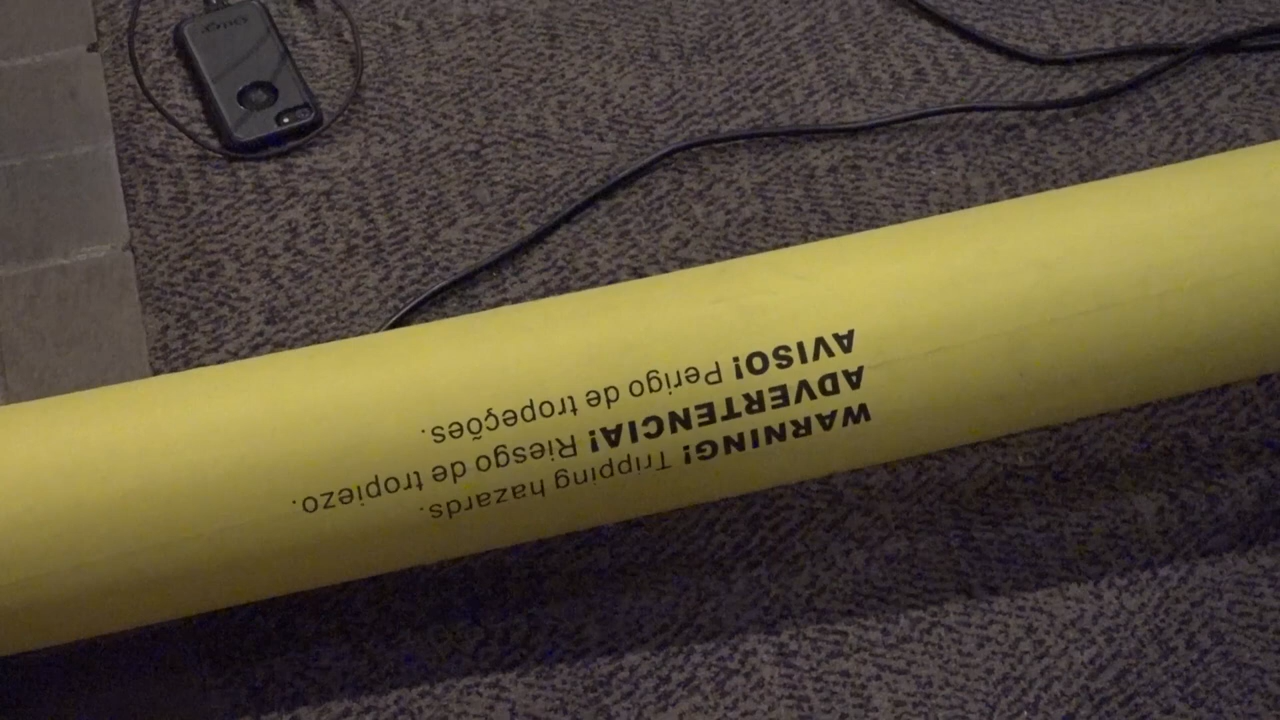 WARNING! Tripping hazards.
ADVERTENCIA! Riesgo de tropiezo.
AVISO! Perigo de tropeções.